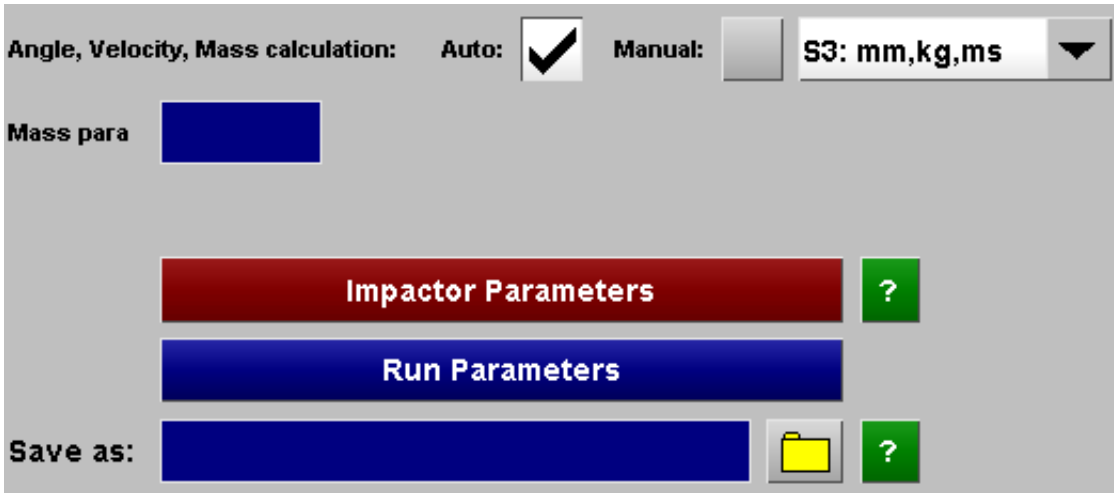 Angle, Velocity, Mass calculation: Auto: Manual: S3: mm,kg,ms
Mass para
Impactor Parameters ?
Run Parameters
Save as: ?